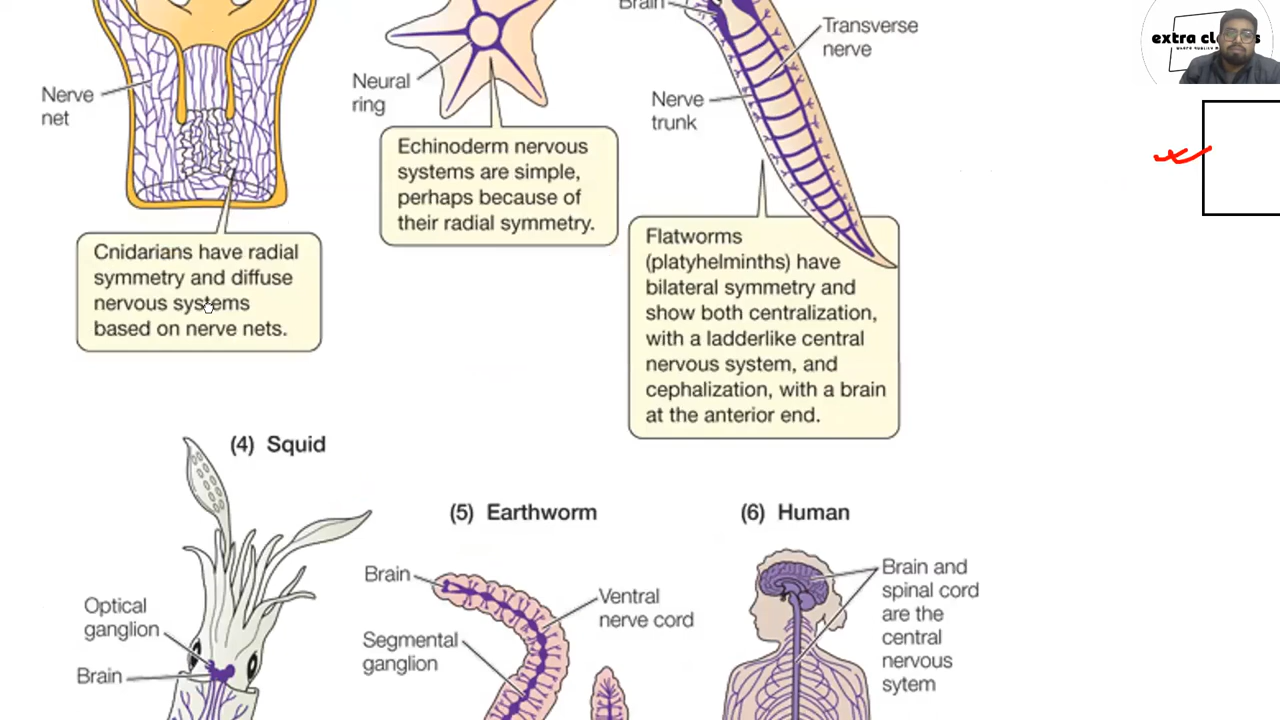 Brain
extra cl s
Transverse
nerve
Nerve
net
Neural
ring
Nerve
trunk
Echinoderm nervous
systems are simple,
perhaps because of
their radial symmetry.
Cnidarians have radial
symmetry and diffuse
nervous systems
based on nerve nets.
Flatworms
(platyhelminths) have
bilateral symmetry and
show both centralization,
with a ladderlike central
nervous system, and
cephalization, with a brain
at the anterior end.
(4) Squid
(5) Earthworm
(6) Human
Optical
ganglion
Brain
Brain
Ventral
nerve cord
Segmental
ganglion
Brain and
spinal cord
are the
central
nervous
sytem